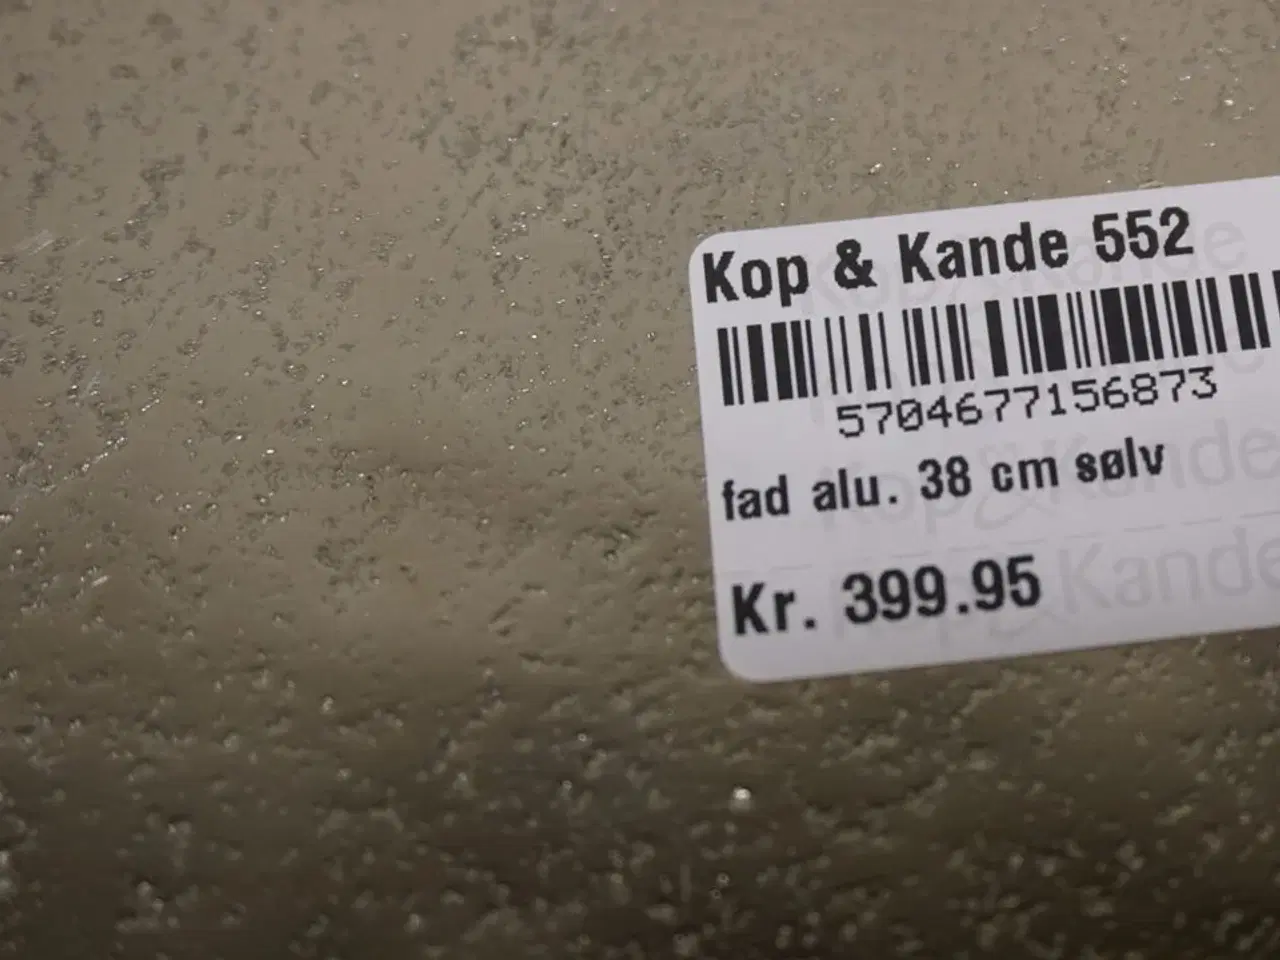 Kop & Kande 552
5704677156873
fad alu. 38 cm sølv
Kr. 399.95